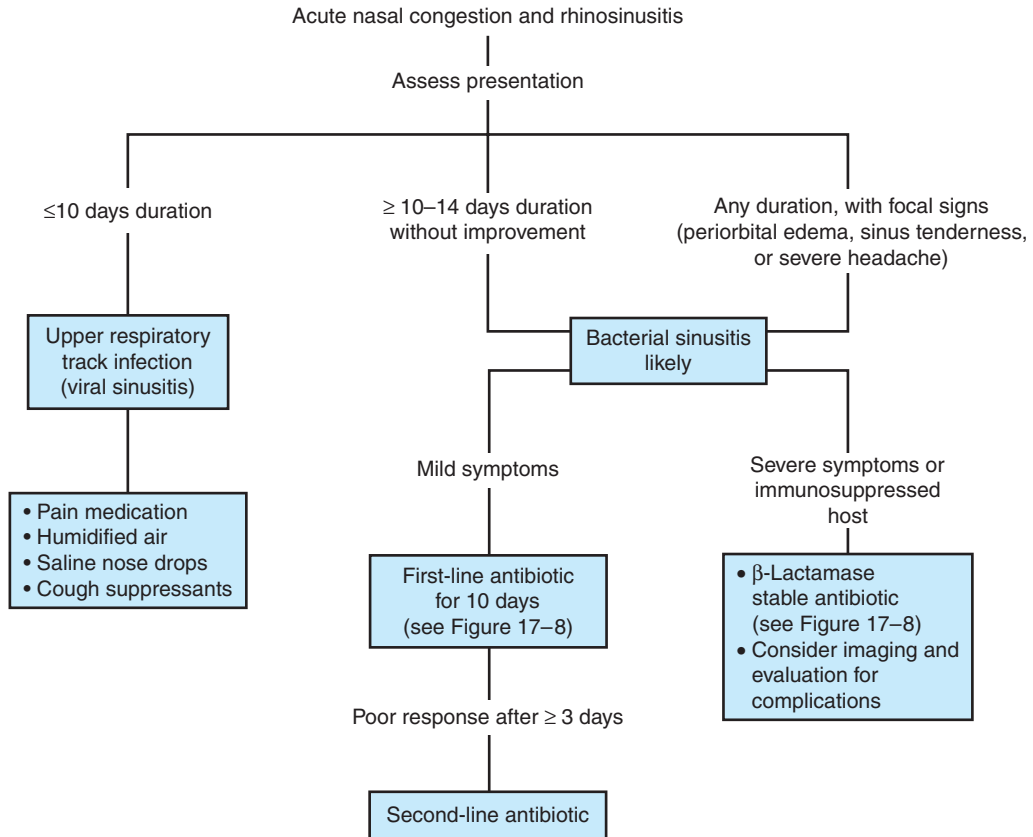 Acute nasal congestion and rhinosinusitis
Assess presentation
≤10 days duration
≥ 10–14 days duration
without improvement
Any duration, with focal signs
(periorbital edema, sinus tenderness,
or severe headache)
Upper respiratory
track infection
(viral sinusitis)
Bacterial sinusitis
likely
• Pain medication
• Humidified air
• Saline nose drops
• Cough suppressants
Mild symptoms
Severe symptoms or
immunosuppressed
host
First-line antibiotic
for 10 days
(see Figure 17–8)
• β-Lactamase
stable antibiotic
(see Figure 17–8)
• Consider imaging and
evaluation for
complications
Poor response after ≥ 3 days
Second-line antibiotic